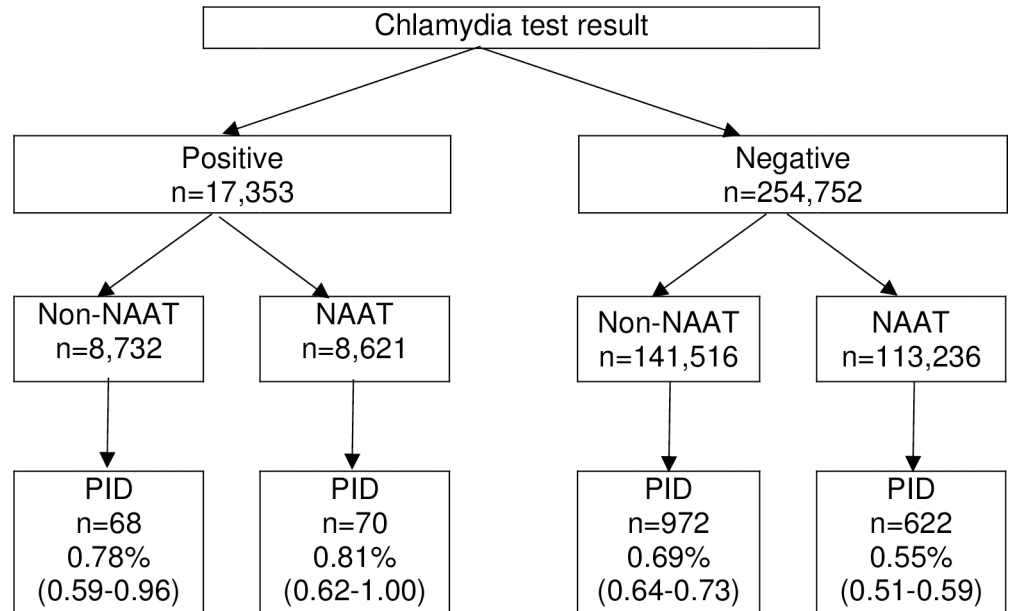 Chlamydia test result
Positive
n=17,353
Negative
n=254,752
Non-NAAT
n=8,732
NAAT
n=8,621
Non-NAAT
n=141,516
NAAT
n=113,236
PID
n=68
0.78%
(0.59-0.96)
PID
n=70
0.81%
(0.62-1.00)
PID
n=972
0.69%
(0.64-0.73)
PID
n=622
0.55%
(0.51-0.59)